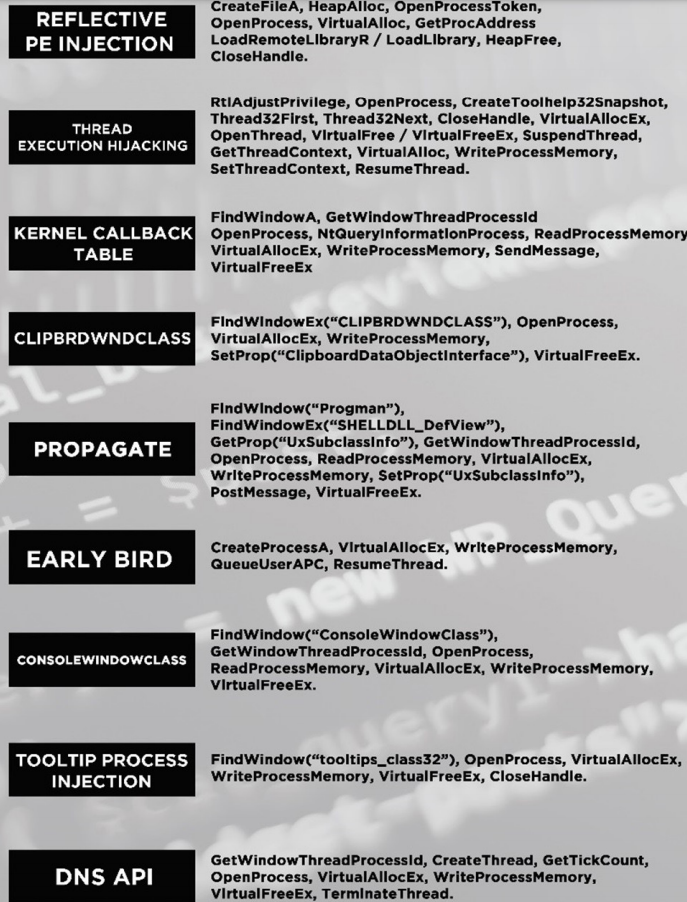 REFLECTIVE
PE INJECTION
CreateFileA, HeapAlloc, OpenProcessToken,
OpenProcess, VirtualAlloc, GetProcAddress
LoadRemoteLibraryR / LoadLibrary, HeapFree,
CloseHandle.
THREAD
EXECUTION HIJACKING
RtlAdjustPrivilege, OpenProcess, CreateToolhelp32Snapshot,
Thread32First, Thread32Next, CloseHandle, VirtualAllocEx,
OpenThread, VirtualFree / VirtualFreeEx, SuspendThread,
GetThreadContext, VirtualAlloc, WriteProcessMemory,
SetThreadContext, ResumeThread.
KERNEL CALLBACK
TABLE
FindWindowA, GetWindowThreadProcessId
OpenProcess, NtQueryInformationProcess, ReadProcessMemory
VirtualAllocEx, WriteProcessMemory, SendMessage,
VirtualFreeEx
CLIPBRDWNDCLASS
FindWindowEx(“CLIPBRDWNDCLASS”), OpenProcess,
VirtualAllocEx, WriteProcessMemory,
SetProp(“ClipboardDataObjectInterface”), VirtualFreeEx.
PROPAGATE
FindWindow(“Progman”),
FindWindowEx(“SHELLDLL_DefView”),
GetProp(“UxSubclassInfo”), GetWindowThreadProcessId,
OpenProcess, ReadProcessMemory, VirtualAllocEx,
WriteProcessMemory, SetProp(“UxSubclassInfo”),
PostMessage, VirtualFreeEx.
EARLY BIRD
CreateProcessA, VirtualAllocEx, WriteProcessMemory,
QueueUserAPC, ResumeThread.
CONSOLEWINDOWCLASS
FindWindow(“ConsoleWindowClass”),
GetWindowThreadProcessId, OpenProcess,
ReadProcessMemory, VirtualAllocEx, WriteProcessMemory,
VirtualFreeEx.
TOOLTIP PROCESS
INJECTION
FindWindow(“tooltips_class32”), OpenProcess, VirtualAllocEx,
WriteProcessMemory, VirtualFreeEx, CloseHandle.
DNS API
GetWindowThreadProcessId, CreateThread, GetTickCount,
OpenProcess, VirtualAllocEx, WriteProcessMemory,
VirtualFreeEx, TerminateThread.